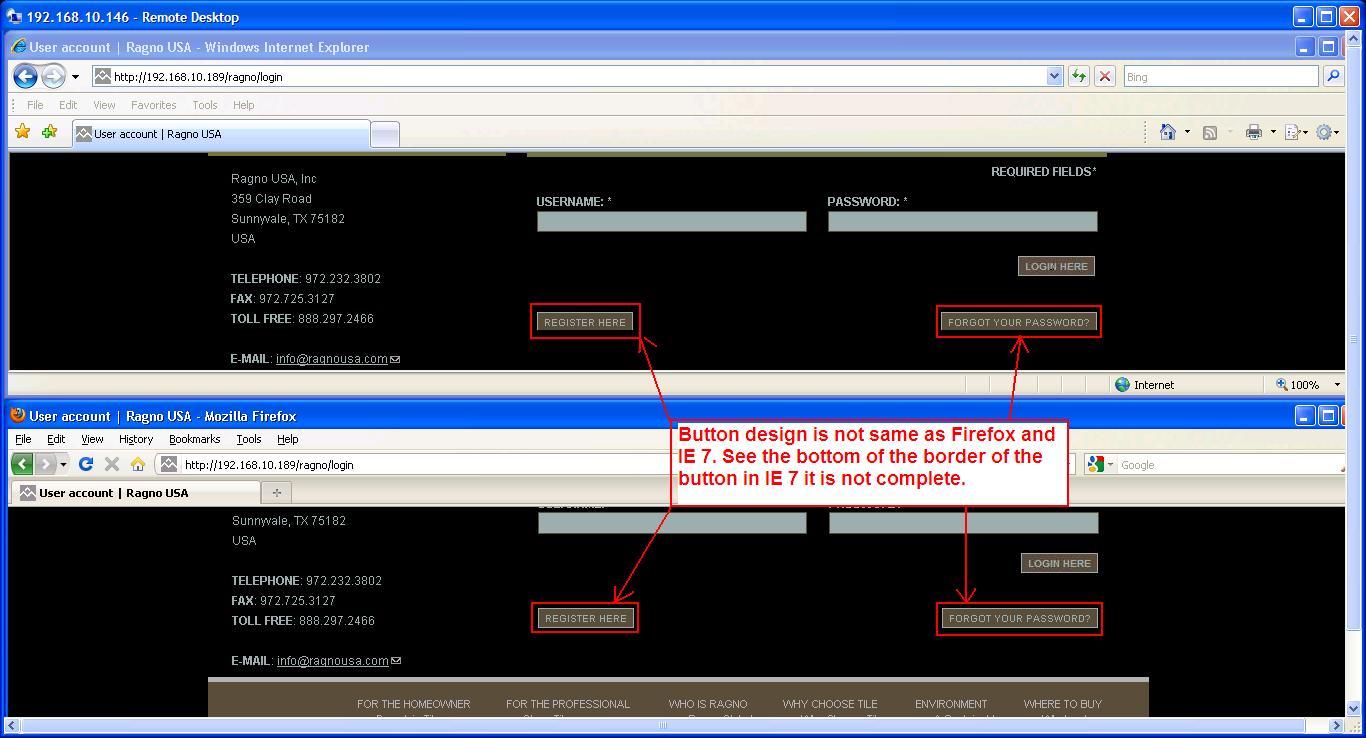 192.168.10.146 - Remote Desktop
User account | Ragno USA - Windows Internet Explorer
http://192.168.10.189/ragno/login
Bing
File Edit View Favorites Tools Help
User account | Ragno USA
REQUIRED FIELDS*
Ragno USA, Inc
359 Clay Road
Sunnyvale, TX 75182
USA
USERNAME: * PASSWORD: *
LOGIN HERE
TELEPHONE: 972.232.3802
FAX: 972.725.3127
TOLL FREE: 888.297.2466
REGISTER HERE FORGOT YOUR PASSWORD?
E-MAIL: info@ragnousa.com
Internet 100%
User account | Ragno USA - Mozilla Firefox
File Edit View History Bookmarks Tools Help
http://192.168.10.189/ragno/login
Google
User account | Ragno USA
Button design is not same as Firefox and
IE 7. See the bottom of the border of the
button in IE 7 it is not complete.
Sunnyvale, TX 75182
USA
LOGIN HERE
TELEPHONE: 972.232.3802
FAX: 972.725.3127
TOLL FREE: 888.297.2466
REGISTER HERE FORGOT YOUR PASSWORD?
E-MAIL: info@ragnousa.com
FOR THE HOMEOWNER FOR THE PROFESSIONAL WHO IS RAGNO WHY CHOOSE TILE ENVIRONMENT WHERE TO BUY